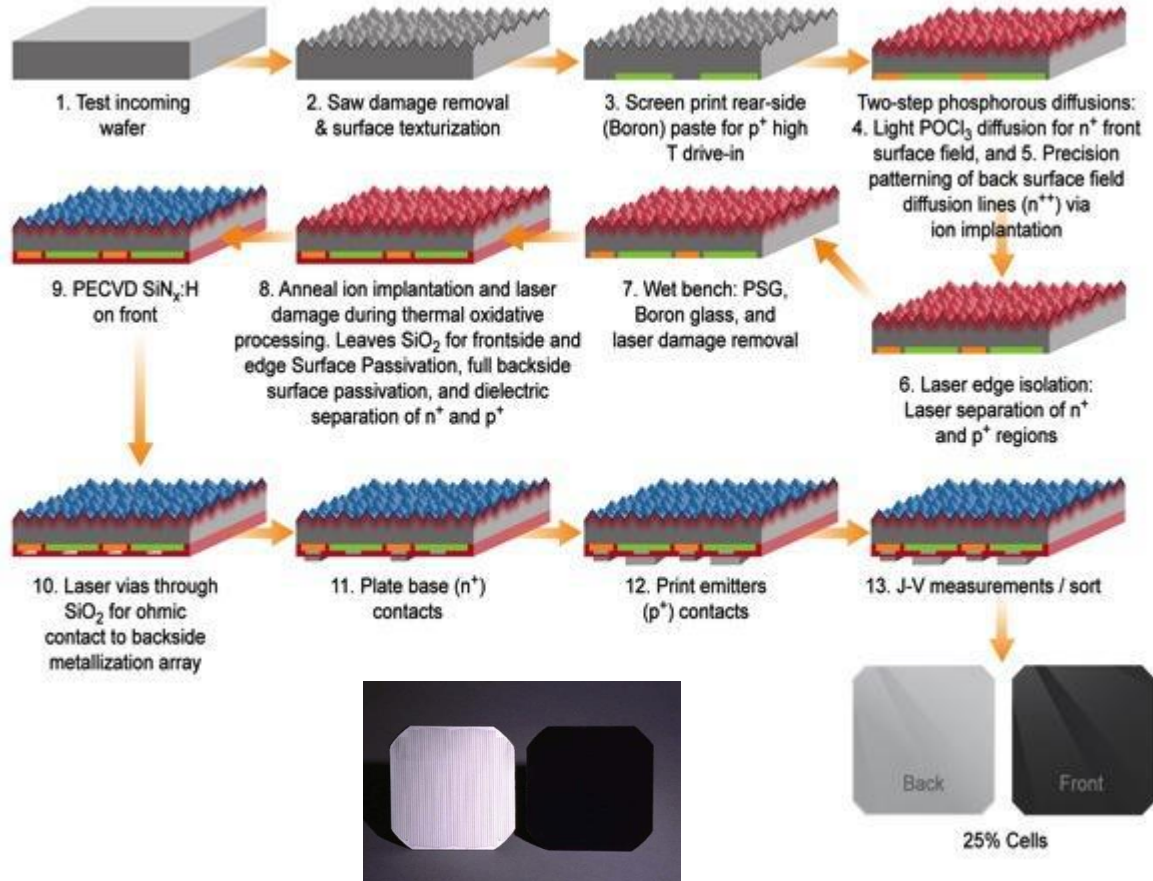 1. Test incoming
wafer
2. Saw damage removal
& surface texturization
3. Screen print rear-side
(Boron) paste for p⁺ high
T drive-in
Two-step phosphorous diffusions:
4. Light POCl₃ diffusion for n⁺ front
surface field, and 5. Precision
patterning of back surface field
diffusion lines (n⁺⁺) via
ion implantation
6. Laser edge isolation:
Laser separation of n⁺
and p⁺ regions
7. Wet bench: PSG,
Boron glass, and
laser damage removal
8. Anneal ion implantation and laser
damage during thermal oxidative
processing. Leaves SiO₂ for frontside and
edge Surface Passivation, full backside
surface passivation, and dielectric
separation of n⁺ and p⁺
9. PECVD SiNₓ:H
on front
10. Laser vias through
SiO₂ for ohmic
contact to backside
metallization array
11. Plate base (n⁺)
contacts
12. Print emitters
(p⁺) contacts
13. J-V measurements / sort
Back
Front
25% Cells